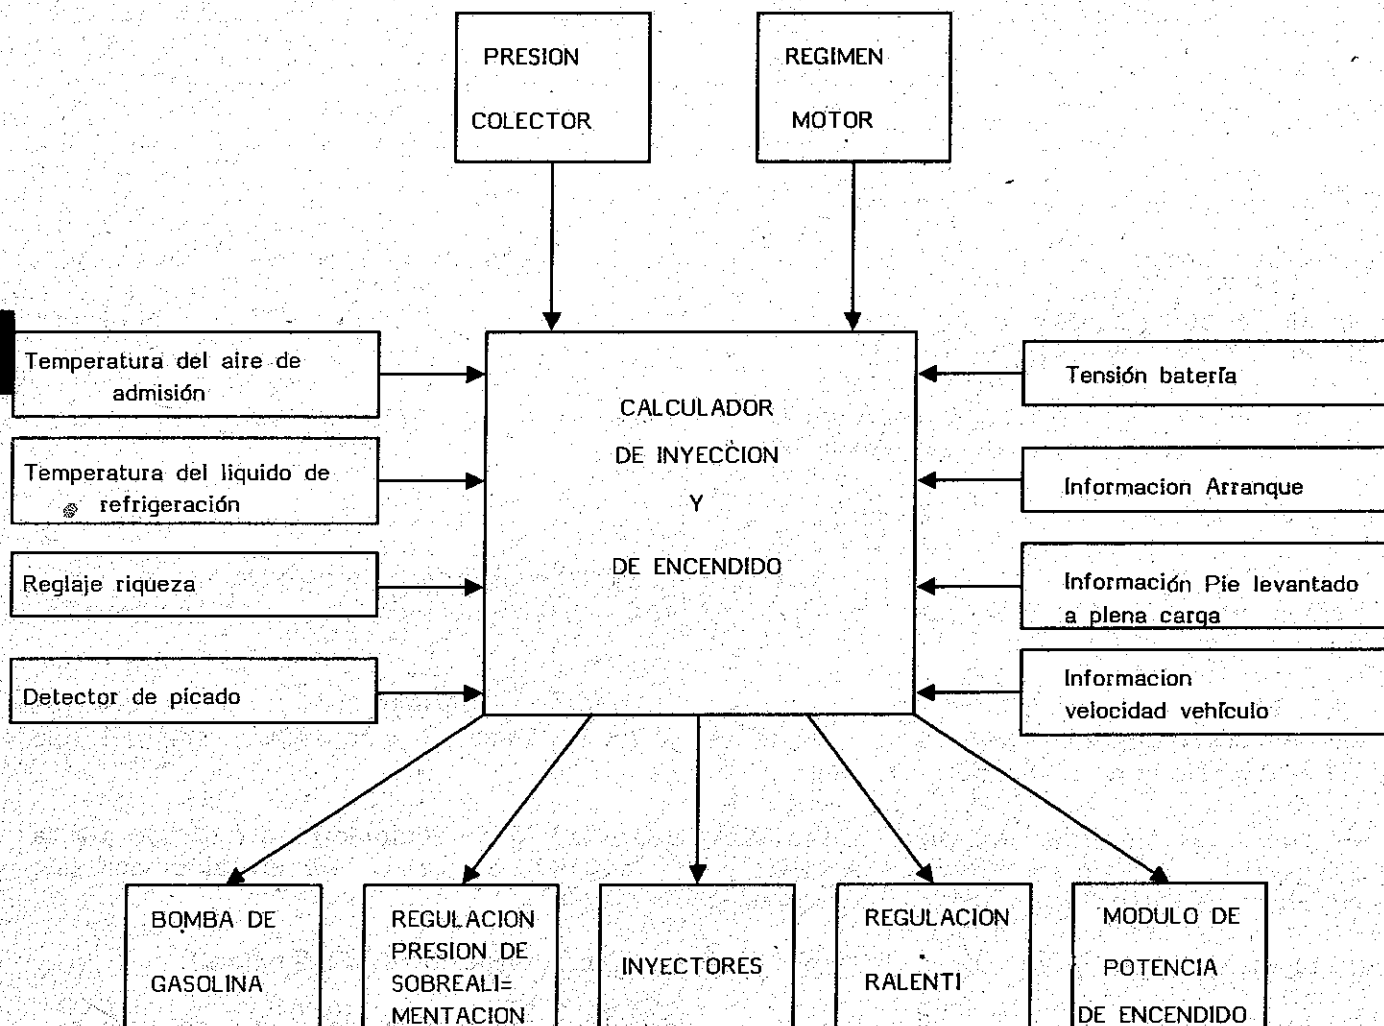 PRESION
COLECTOR
REGIMEN
MOTOR
Temperatura del aire de
admisión
Temperatura del liquido de
refrigeración
Reglaje riqueza
Detector de picado
CALCULADOR
DE INYECCION
Y
DE ENCENDIDO
Tensión batería
Informacion Arranque
Información Pie levantado
a plena carga
Informacion
velocidad vehículo
BOMBA DE
GASOLINA
REGULACION
PRESION DE
SOBREALI=
MENTACION
INYECTORES
REGULACION
RALENTI
MODULO DE
POTENCIA
DE ENCENDIDO